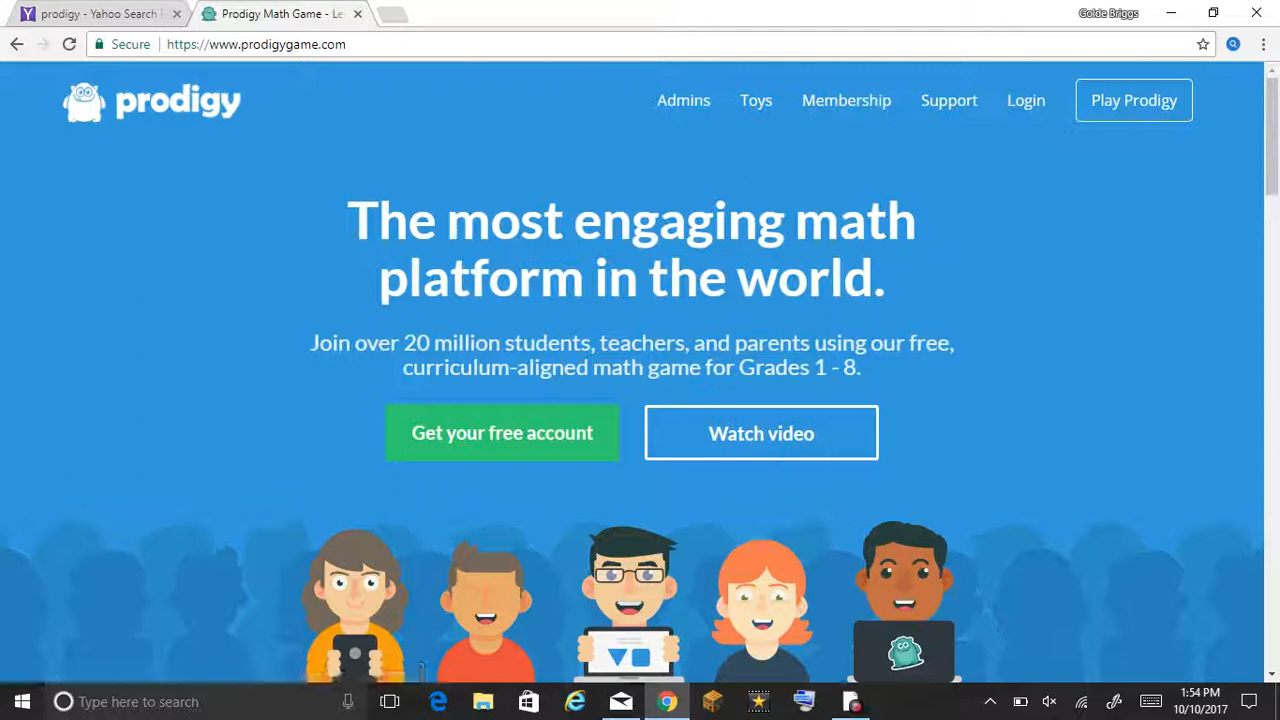 prodigy - Yahoo Search
Prodigy Math Game - Le
Golde Briggs
Secure
https://www.prodigygame.com
prodigy
Admins
Toys
Membership
Support
Login
Play Prodigy
The most engaging math
platform in the world.
Join over 20 million students, teachers, and parents using our free,
curriculum-aligned math game for Grades 1 - 8.
Get your free account
Watch video
Type here to search
1:54 PM
10/10/2017